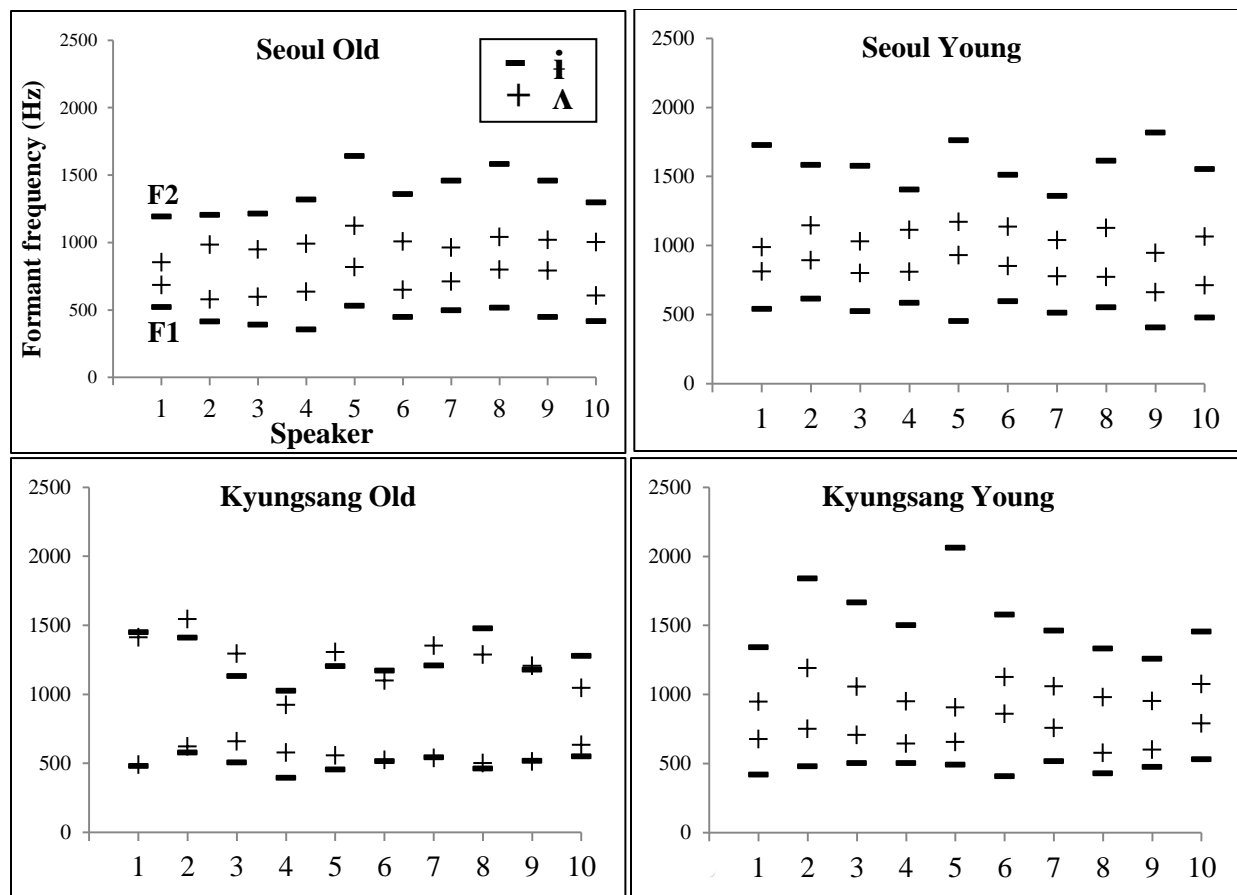 Seoul Old
Formant frequency (Hz)
2500
2000
1500
1000
500
0
ɨ
ʌ
F2
F1
1 2 3 4 5 6 7 8 9 10
Speaker
Seoul Young
2500
2000
1500
1000
500
0
1 2 3 4 5 6 7 8 9 10
Kyungsang Old
2500
2000
1500
1000
500
0
1 2 3 4 5 6 7 8 9 10
Kyungsang Young
2500
2000
1500
1000
500
0
1 2 3 4 5 6 7 8 9 10